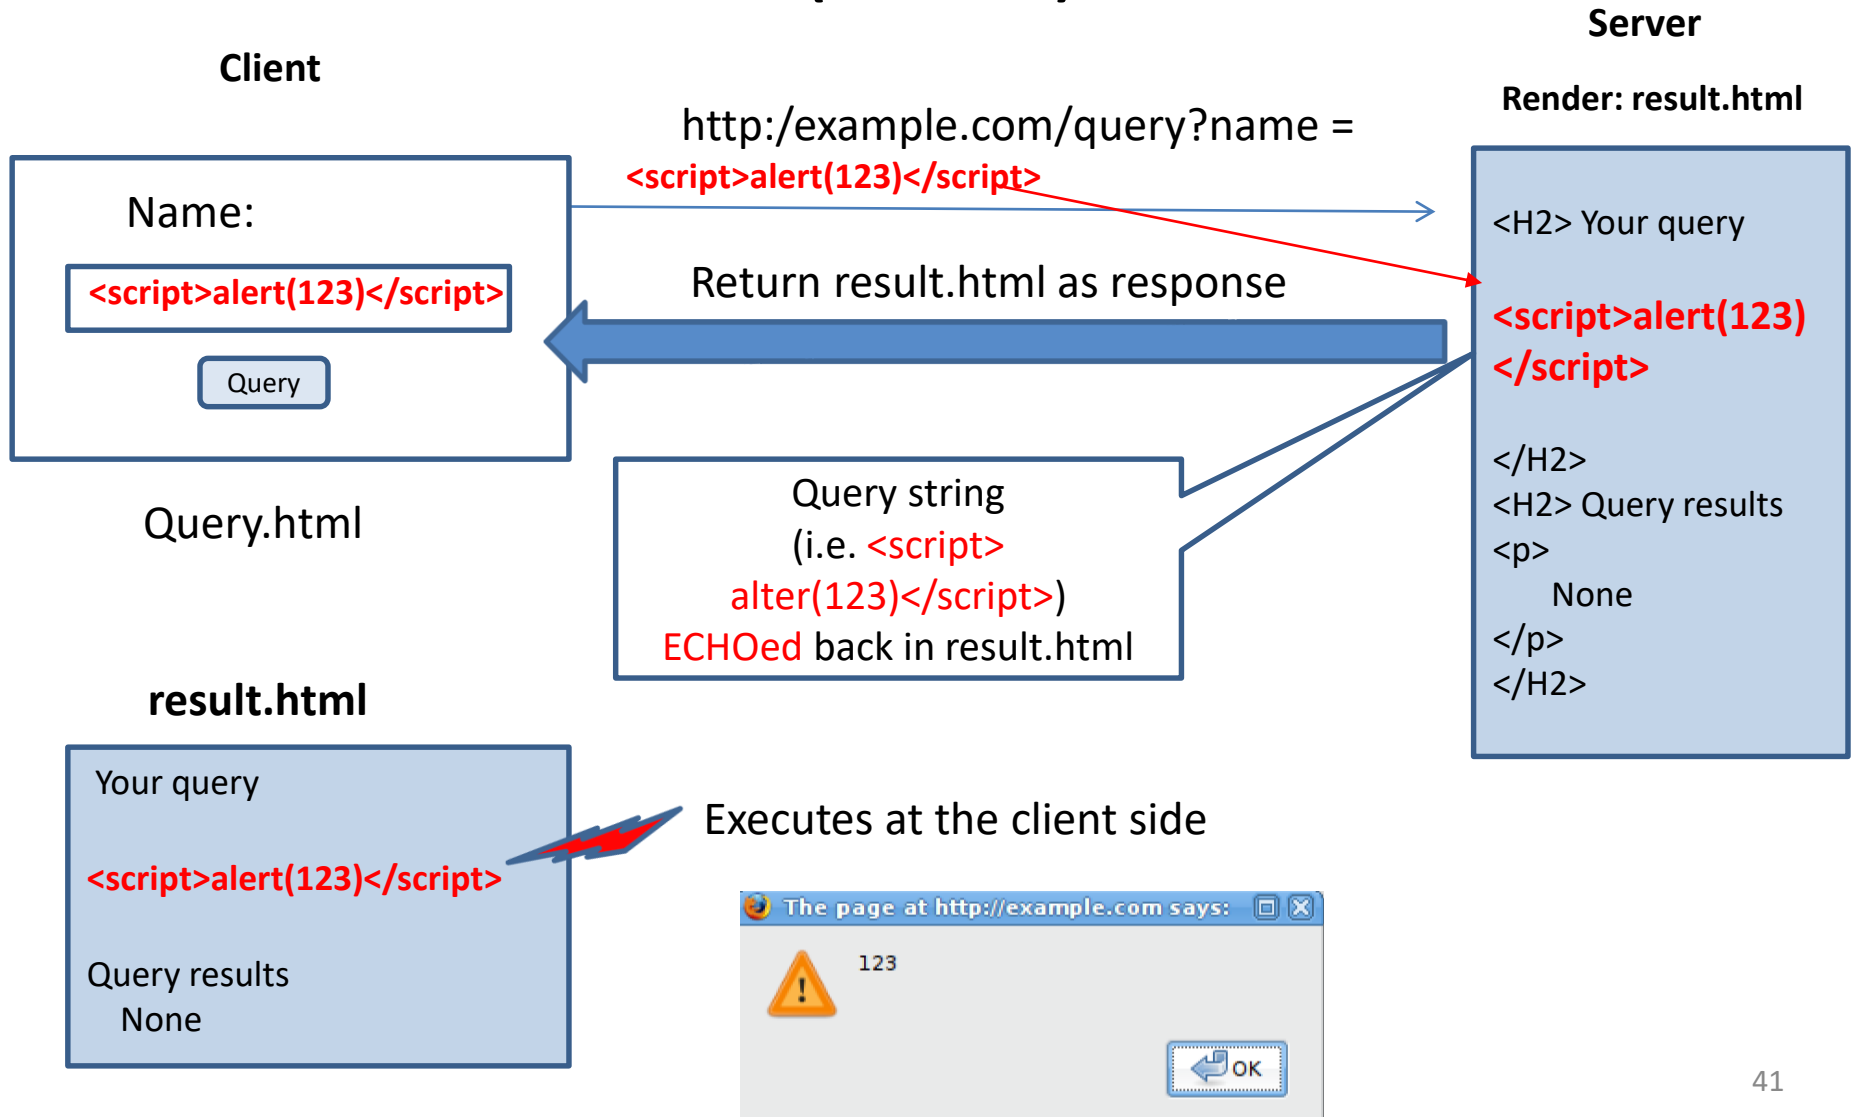 Client
Server
Render: result.html
http:/example.com/query?name =
<script>alert(123)</script>
Name:
<script>alert(123)</script>
Query
Query.html
Return result.html as response
<H2> Your query
<script>alert(123)
</script>
</H2>
<H2> Query results
<p>
None
</p>
</H2>
Query string
(i.e. <script>
alter(123)</script>)
ECHOed back in result.html
result.html
Your query
<script>alert(123)</script>
Query results
None
Executes at the client side
The page at http://example.com says:
123
OK
41